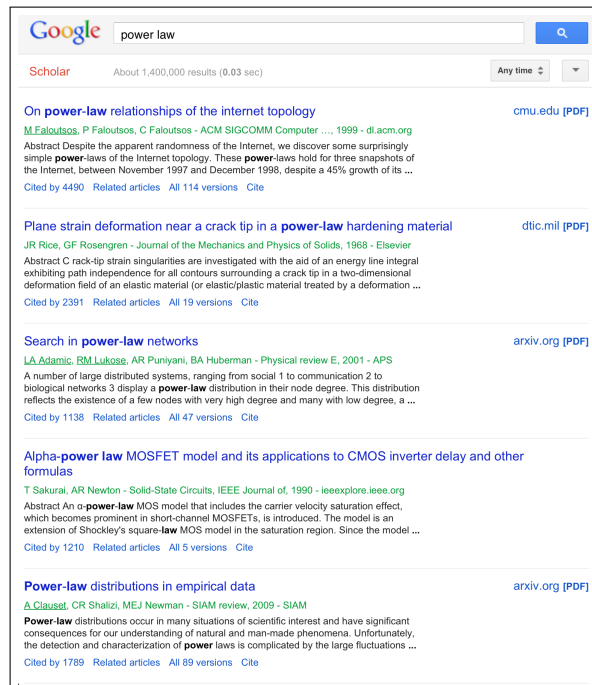 Google
power law
Scholar
About 1,400,000 results (0.03 sec)
Any time
On power-law relationships of the internet topology
cmu.edu [PDF]
M Faloutsos, P Faloutsos, C Faloutsos - ACM SIGCOMM Computer …, 1999 - dl.acm.org
Abstract Despite the apparent randomness of the Internet, we discover some surprisingly
simple power-laws of the Internet topology. These power-laws hold for three snapshots of
the Internet, between November 1997 and December 1998, despite a 45% growth of its ...
Cited by 4490 Related articles All 114 versions Cite
Plane strain deformation near a crack tip in a power-law hardening material
dtic.mil [PDF]
JR Rice, GF Rosengren - Journal of the Mechanics and Physics of Solids, 1968 - Elsevier
Abstract C rack-tip strain singularities are investigated with the aid of an energy line integral
exhibiting path independence for all contours surrounding a crack tip in a two-dimensional
deformation field of an elastic material (or elastic/plastic material treated by a deformation ...
Cited by 2391 Related articles All 19 versions Cite
Search in power-law networks
arxiv.org [PDF]
LA Adamic, RM Lukose, AR Puniyani, BA Huberman - Physical review E, 2001 - APS
A number of large distributed systems, ranging from social 1 to communication 2 to
biological networks 3 display a power-law distribution in their node degree. This distribution
reflects the existence of a few nodes with very high degree and many with low degree, a ...
Cited by 1138 Related articles All 47 versions Cite
Alpha-power law MOSFET model and its applications to CMOS inverter delay and other
formulas
T Sakurai, AR Newton - Solid-State Circuits, IEEE Journal of, 1990 - ieeexplore.ieee.org
Abstract An α-power-law MOS model that includes the carrier velocity saturation effect,
which becomes prominent in short-channel MOSFETs, is introduced. The model is an
extension of Shockley's square-law MOS model in the saturation region. Since the model ...
Cited by 1210 Related articles All 5 versions Cite
Power-law distributions in empirical data
arxiv.org [PDF]
A Clauset, CR Shalizi, MEJ Newman - SIAM review, 2009 - SIAM
Power-law distributions occur in many situations of scientific interest and have significant
consequences for our understanding of natural and man-made phenomena. Unfortunately,
the detection and characterization of power laws is complicated by the large fluctuations ...
Cited by 1789 Related articles All 89 versions Cite